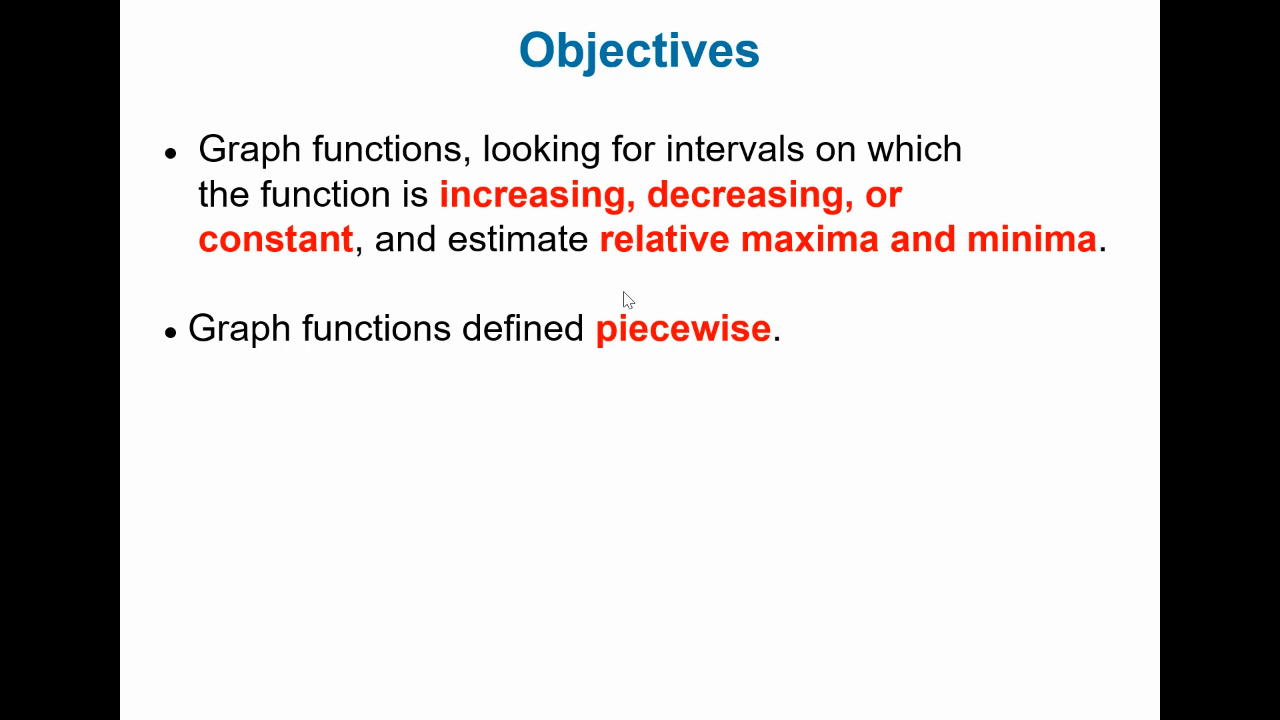 Objectives
• Graph functions, looking for intervals on which
the function is increasing, decreasing, or
constant, and estimate relative maxima and minima.
• Graph functions defined piecewise.